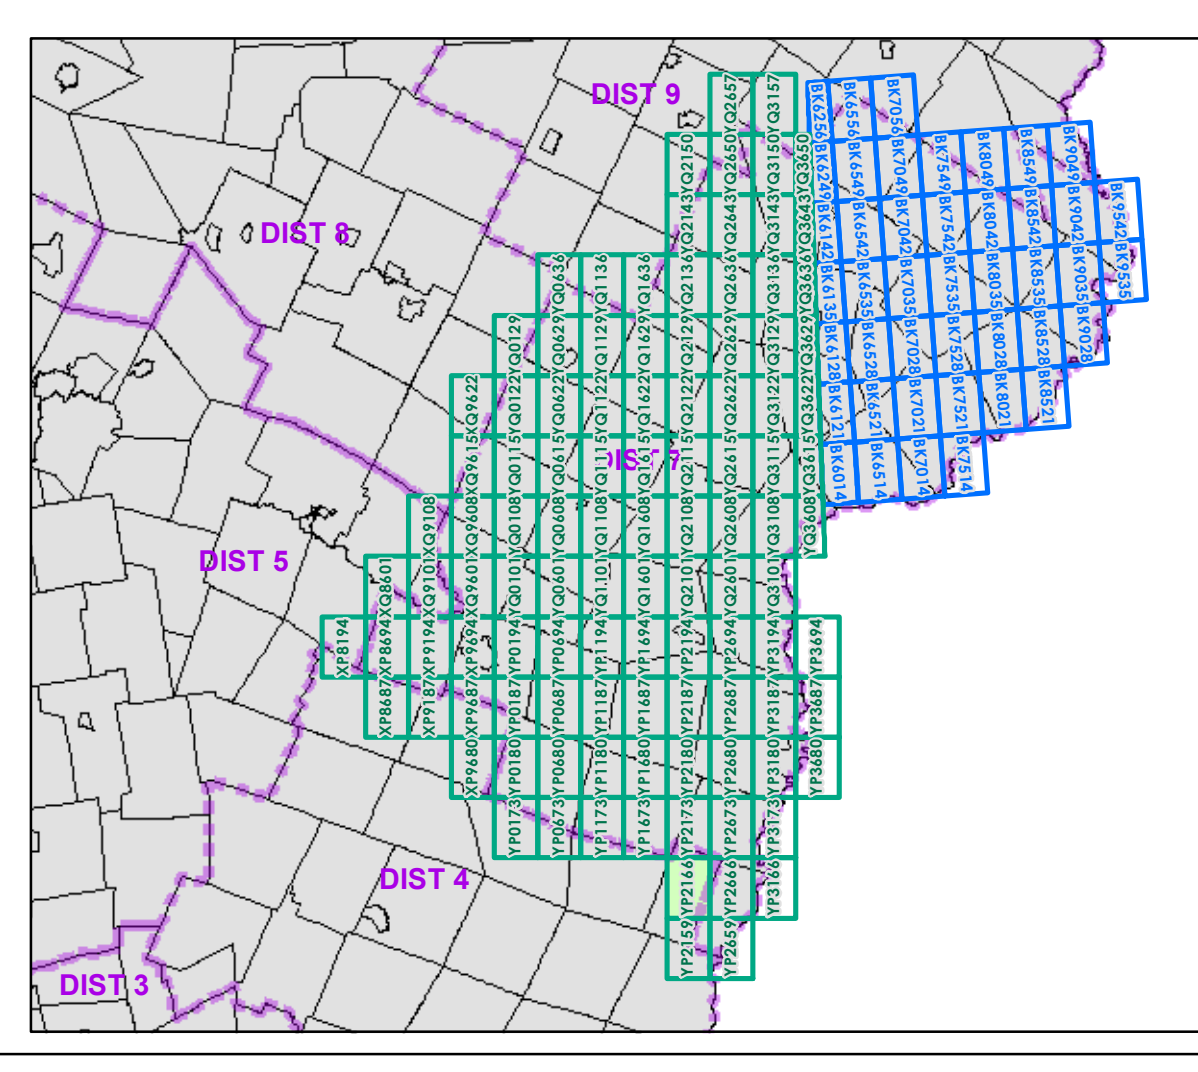 DIST 9
DIST 8
DIST 7
DIST 5
DIST 4
DIST 3
YQ2657 YQ3157
YQ2150 YQ2650 YQ3150 YQ3650
YQ2143 YQ2643 YQ3143 YQ3643
YQ0636 YQ1136 YQ1636 YQ2136 YQ2636 YQ3136 YQ3636
YQ0129 YQ0629 YQ1129 YQ1629 YQ2129 YQ2629 YQ3129 YQ3629
XQ9622 YQ0122 YQ0622 YQ1122 YQ1622 YQ2122 YQ2622 YQ3122 YQ3622
XQ9615 YQ0115 YQ0615 YQ1115 YQ1615 YQ2115 YQ2615 YQ3115 YQ3615
XQ9108 XQ9608 YQ0108 YQ0608 YQ1108 YQ1608 YQ2108 YQ2608 YQ3108 YQ3608
XQ8601 XQ9101 XQ9601 YQ0101 YQ0601 YQ1101 YQ1601 YQ2101 YQ2601 YQ3101
XP8194 XP8694 XP9194 XP9694 YP0194 YP0694 YP1194 YP1694 YP2194 YP2694 YP3194 YP3694
XP8687 XP9187 XP9687 YP0187 YP0687 YP1187 YP1687 YP2187 YP2687 YP3187 YP3687
XP9680 YP0180 YP0680 YP1180 YP1680 YP2180 YP2680 YP3180 YP3680
YP0173 YP0673 YP1173 YP1673 YP2173 YP2673 YP3173
YP2166 YP2666 YP3166
YP2159 YP2659
BK6256 BK6556 BK7056
BK6249 BK6549 BK7049 BK7549 BK8049 BK8549 BK9049
BK6142 BK6542 BK7042 BK7542 BK8042 BK8542 BK9042 BK9542
BK6135 BK6535 BK7035 BK7535 BK8035 BK8535 BK9035 BK9535
BK6128 BK6528 BK7028 BK7528 BK8028 BK8528 BK9028
BK6121 BK6521 BK7021 BK7521 BK8021 BK8521
BK6014 BK6514 BK7014 BK7514